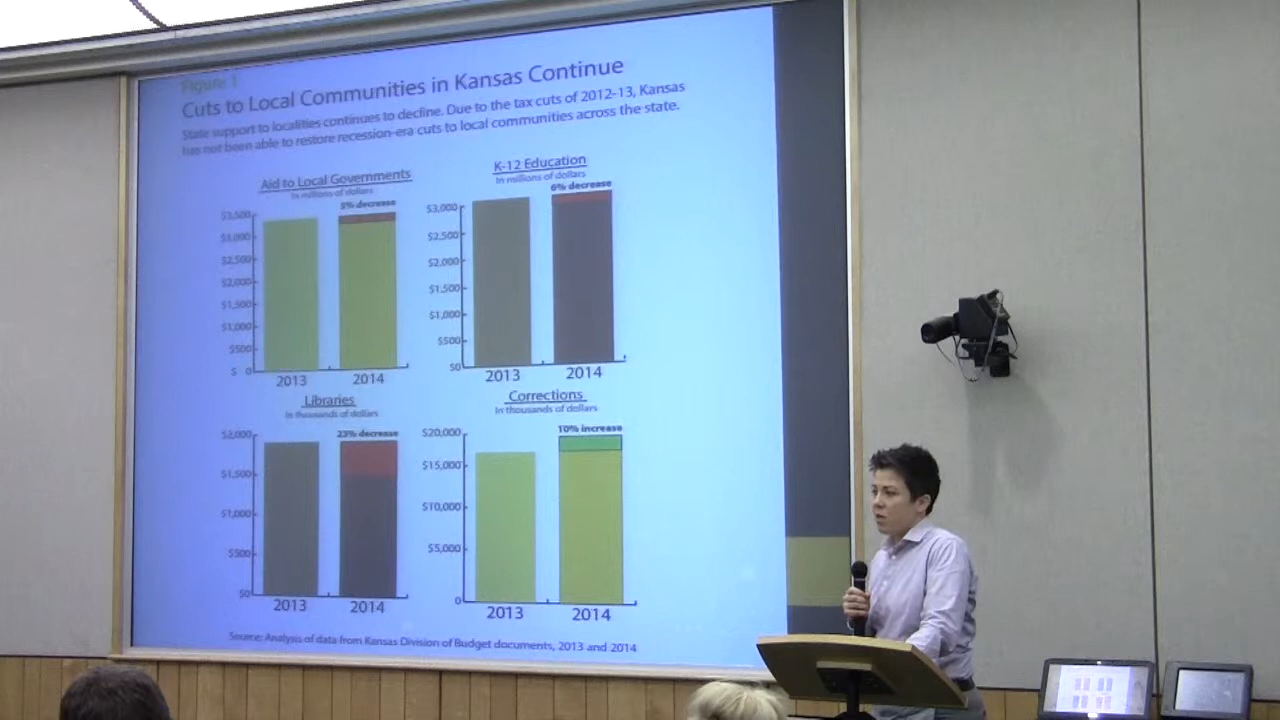 Figure 1
Cuts to Local Communities in Kansas Continue
State support to localities continues to decline. Due to the tax cuts of 2012-13, Kansas
has not been able to restore recession-era cuts to local communities across the state.
Aid to Local Governments
In millions of dollars
5% decrease
$3,500
$3,000
$2,500
$2,000
$1,500
$1,000
$500
$ 0
2013 2014
K-12 Education
In millions of dollars
6% decrease
$3,000
$2,500
$2,000
$1,500
$1,000
$500
$0
2013 2014
Libraries
In thousands of dollars
23% decrease
$2,000
$1,500
$1,000
$500
$0
2013 2014
Corrections
In thousands of dollars
10% increase
$20,000
$15,000
$10,000
$5,000
0
2013 2014
Source: Analysis of data from Kansas Division of Budget documents, 2013 and 2014